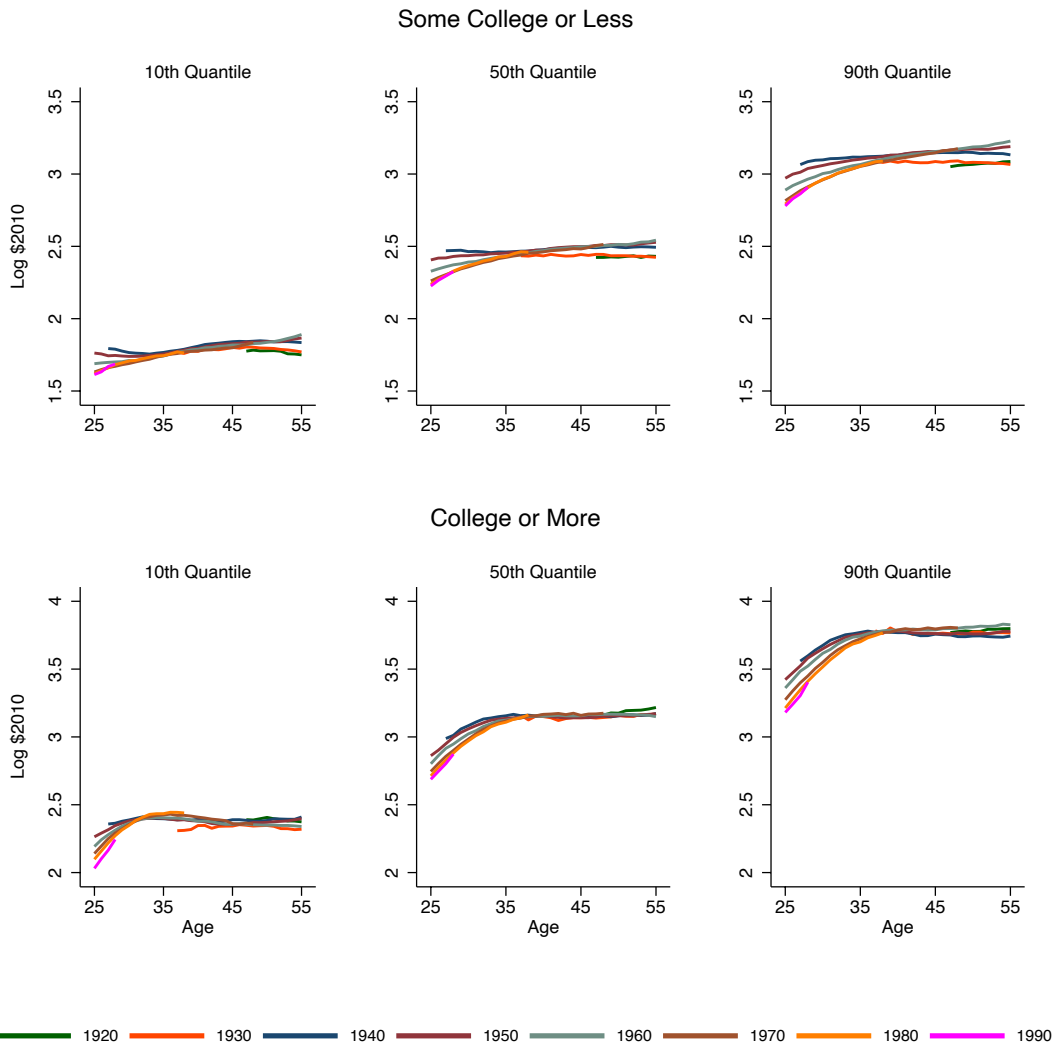 Some College or Less
10th Quantile
50th Quantile
90th Quantile
Log $2010
3.5
3
2.5
2
1.5
25 35 45 55
3.5
3
2.5
2
1.5
25 35 45 55
3.5
3
2.5
2
1.5
25 35 45 55
College or More
10th Quantile
50th Quantile
90th Quantile
Log $2010
4
3.5
3
2.5
2
25 35 45 55
Age
4
3.5
3
2.5
2
25 35 45 55
Age
4
3.5
3
2.5
2
25 35 45 55
Age
1920 1930 1940 1950 1960 1970 1980 1990